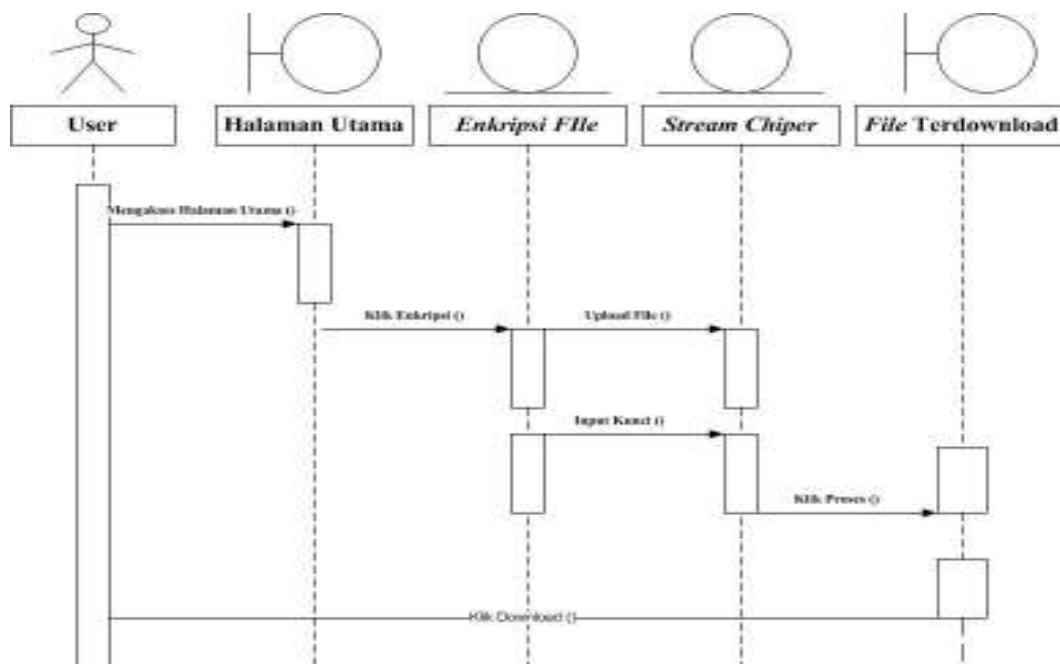 User
Halaman Utama
Enkripsi FIle
Stream Chiper
File Terdownload
Mengakses Halaman Utama ()
Klik Enkripsi ()
Upload File ()
Input Kunci ()
Klik Proses ()
Klik Download ()